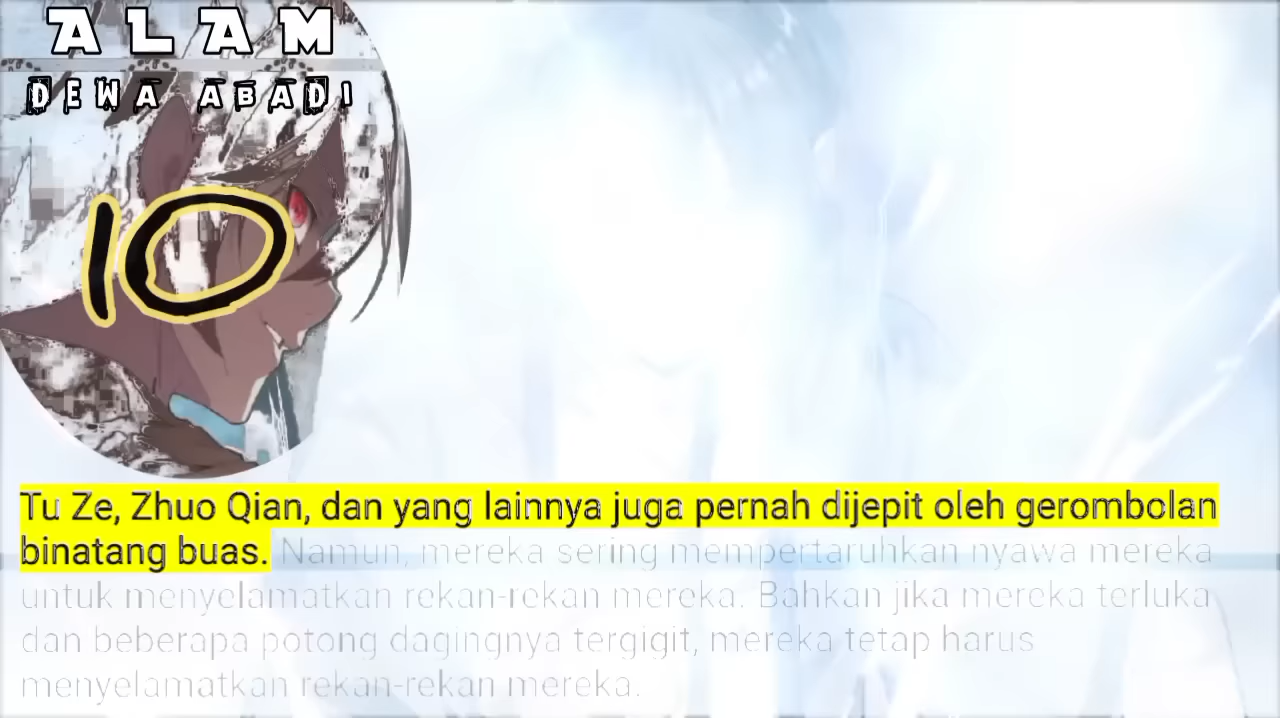 ALAM
DEWA ABADI
10
Tu Ze, Zhuo Qian, dan yang lainnya juga pernah dijepit oleh gerombolan
binatang buas. Namun, mereka sering mempertaruhkan nyawa mereka
untuk menyelamatkan rekan-rekan mereka. Bahkan jika mereka terluka
dan beberapa potong dagingnya tergigit, mereka tetap harus
menyelamatkan rekan-rekan mereka.